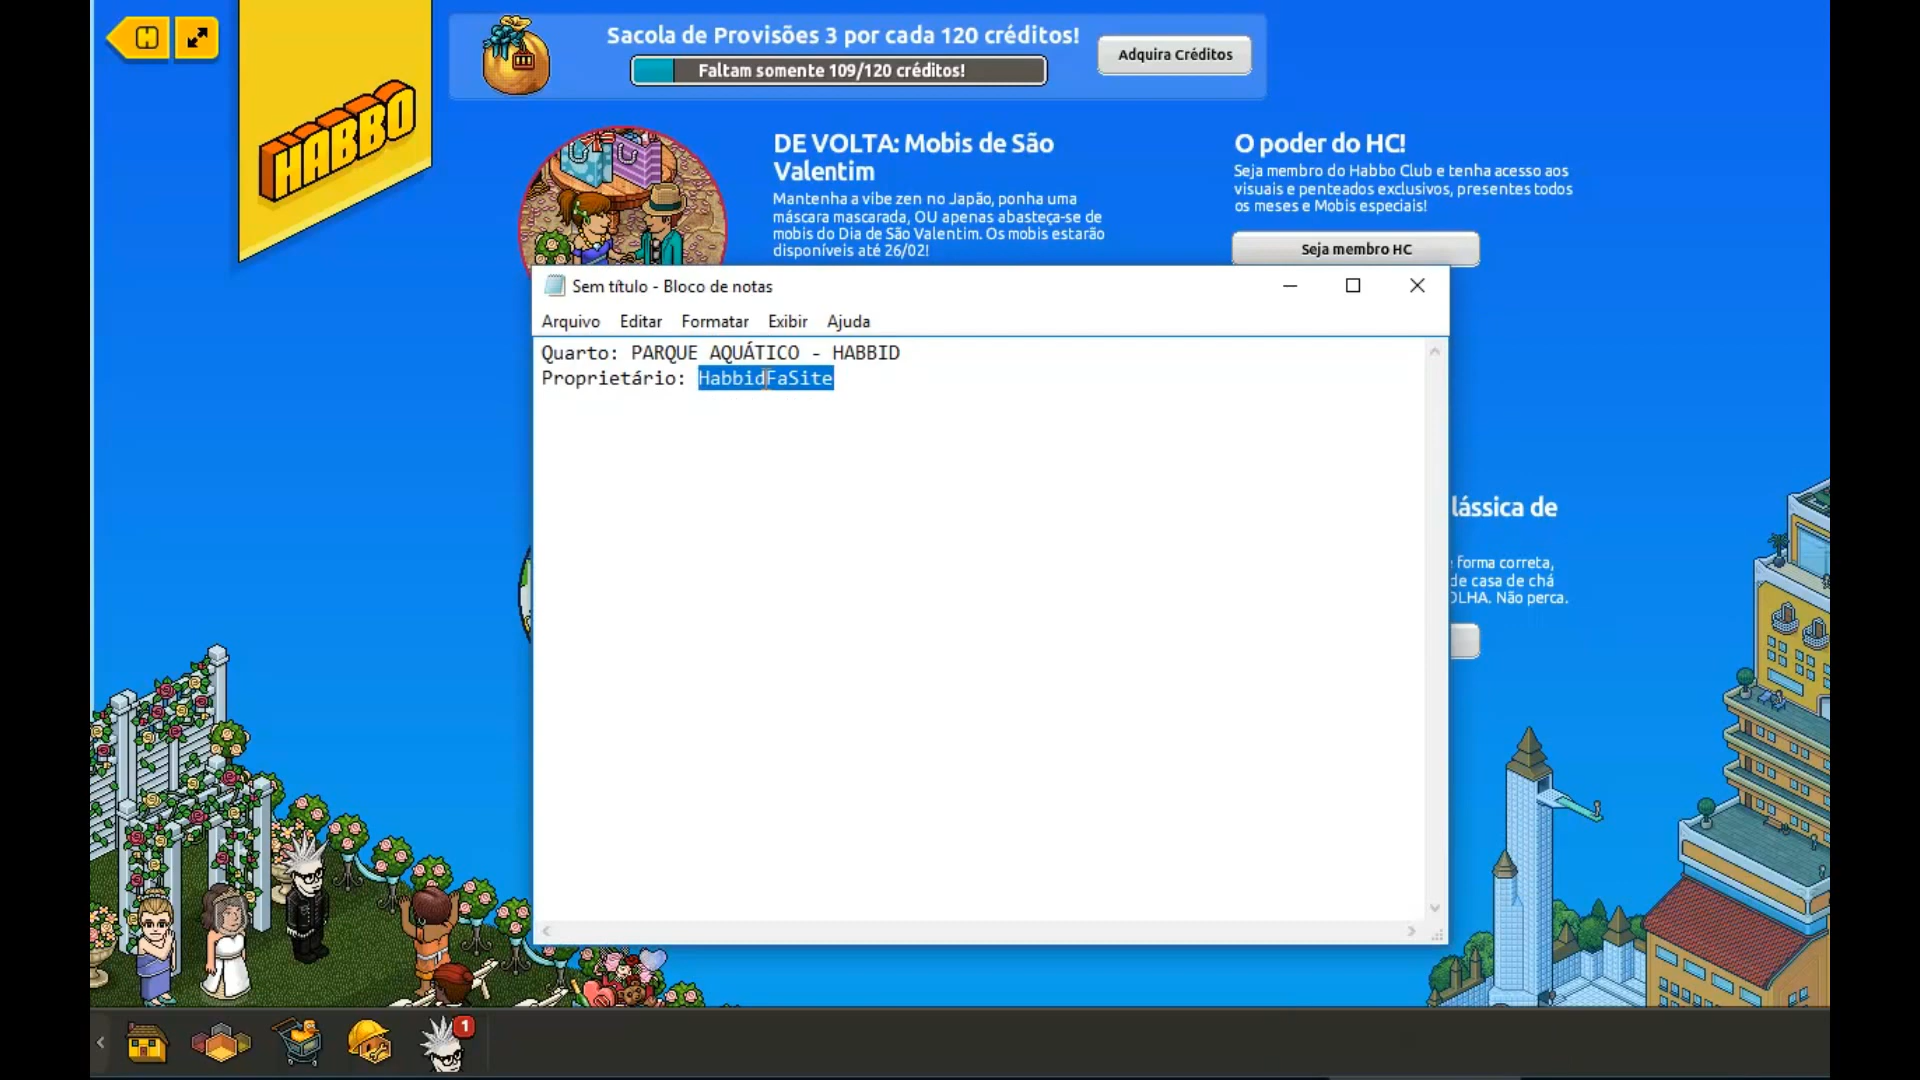 HABBO
Sacola de Provisões 3 por cada 120 créditos!
Faltam somente 109/120 créditos!
Adquira Créditos
DE VOLTA: Mobis de São
Valentim
Mantenha a vibe zen no Japão, ponha uma
máscara mascarada, OU apenas abasteça-se de
mobis do Dia de São Valentim. Os mobis estarão
disponíveis até 26/02!
O poder do HC!
Seja membro do Habbo Club e tenha acesso aos
visuais e penteados exclusivos, presentes todos
os meses e Mobis especiais!
Seja membro HC
Sem título - Bloco de notas
Arquivo Editar Formatar Exibir Ajuda
Quarto: PARQUE AQUÁTICO - HABBID
Proprietário: HabbidFaSite
lássica de
forma correta,
de casa de chá
OLHA. Não perca.
1